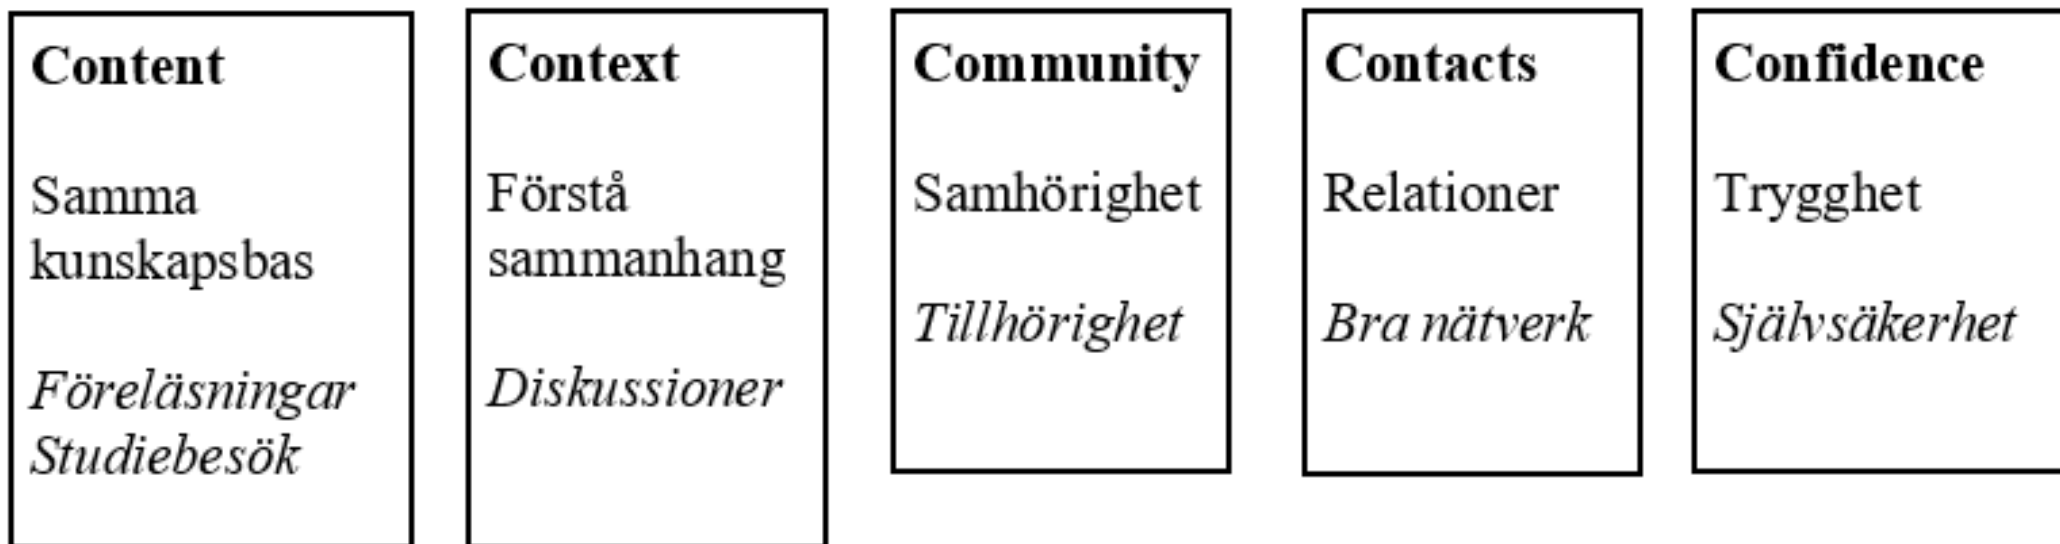 Content
Samma
kunskapsbas
Föreläsningar
Studiebesök
Context
Förstå
sammanhang
Diskussioner
Community
Samhörighet
Tillhörighet
Contacts
Relationer
Bra nätverk
Confidence
Trygghet
Självsäkerhet